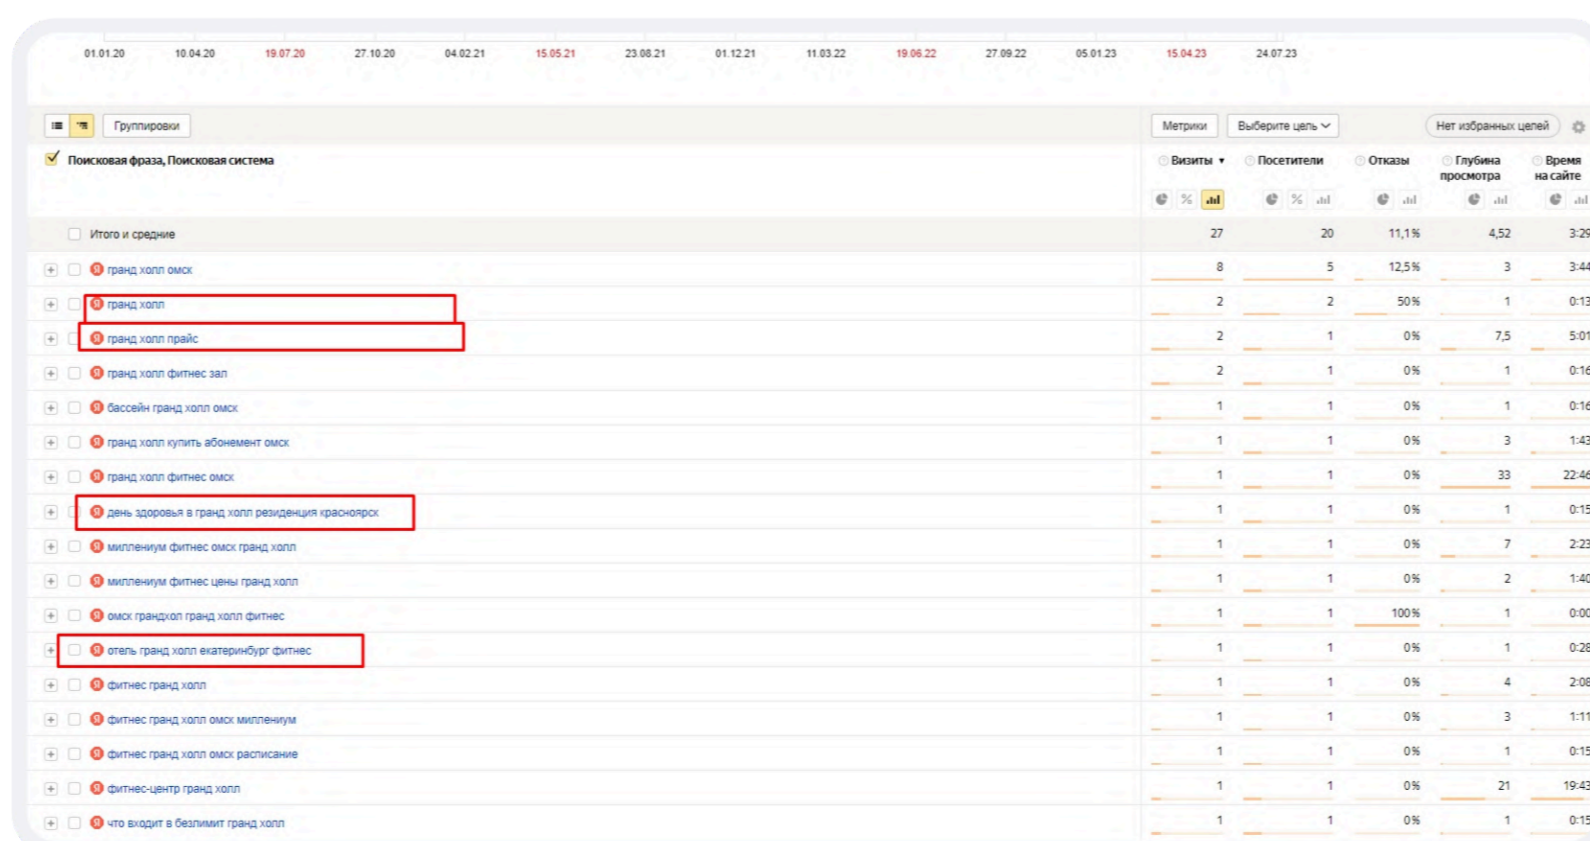 01.01.20 10.04.20 19.07.20 27.10.20 04.02.21 15.05.21 23.08.21 01.12.21 11.03.22 19.06.22 27.09.22 05.01.23 15.04.23 24.07.23
Группировки Метрики Выберите цель Нет избранных целей
Поисковая фраза, Поисковая система Визиты ▼ Посетители Отказы Глубина просмотра Время на сайте
Итого и средние 27 20 11,1% 4,52 3:29
гранд холл омск 8 5 12,5% 3 3:44
гранд холл 2 2 50% 1 0:13
гранд холл прайс 2 1 0% 7,5 5:01
гранд холл фитнес зал 2 1 0% 1 0:16
бассейн гранд холл омск 1 1 0% 1 0:16
гранд холл купить абонемент омск 1 1 0% 3 1:43
гранд холл фитнес омск 1 1 0% 33 22:46
день здоровья в гранд холл резиденция красноярск 1 1 0% 1 0:15
миллениум фитнес омск гранд холл 1 1 0% 7 2:23
миллениум фитнес цены гранд холл 1 1 0% 2 1:40
омск грандхол гранд холл фитнес 1 1 100% 1 0:00
отель гранд холл екатеринбург фитнес 1 1 0% 1 0:28
фитнес гранд холл 1 1 0% 4 2:08
фитнес гранд холл омск миллениум 1 1 0% 3 1:11
фитнес гранд холл омск расписание 1 1 0% 1 0:15
фитнес-центр гранд холл 1 1 0% 21 19:43
что входит в безлимит гранд холл 1 1 0% 1 0:15